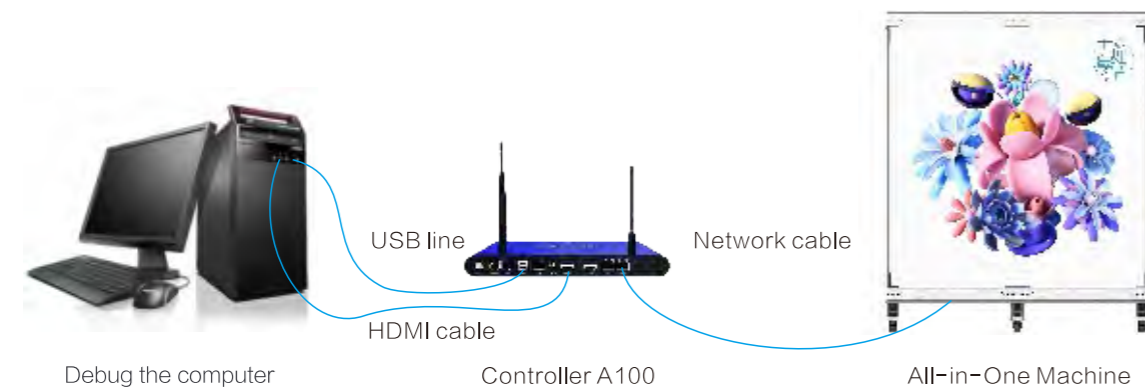 USB line
Network cable
HDMI cable
Debug the computer
Controller A100
All-in-One Machine